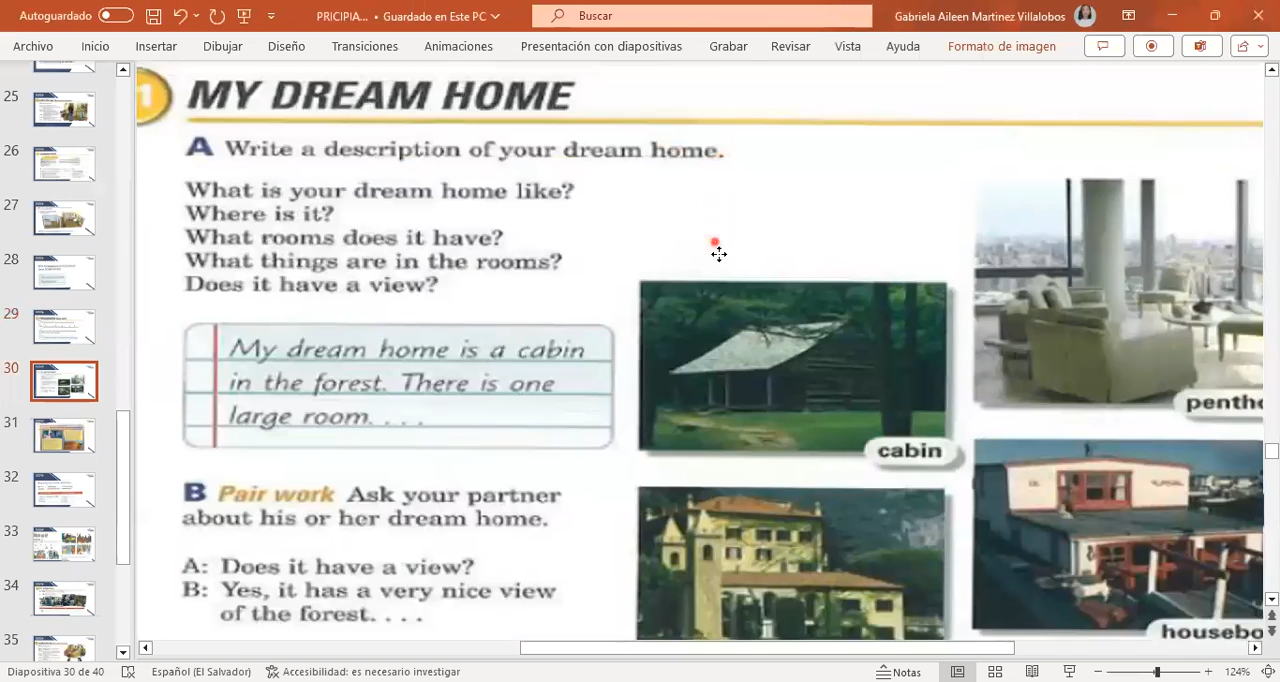 Autoguardado
PRICIPIA... • Guardado en Este PC
Buscar
Gabriela Aileen Martinez Villalobos
Archivo
Inicio
Insertar
Dibujar
Diseño
Transiciones
Animaciones
Presentación con diapositivas
Grabar
Revisar
Vista
Ayuda
Formato de imagen
25
26
27
28
29
30
31
32
33
34
35
1 MY DREAM HOME
A Write a description of your dream home.
What is your dream home like?
Where is it?
What rooms does it have?
What things are in the rooms?
Does it have a view?
My dream home is a cabin
in the forest. There is one
large room. . . .
cabin
pentho
B Pair work Ask your partner
about his or her dream home.
A: Does it have a view?
B: Yes, it has a very nice view
of the forest. . . .
housebo
Diapositiva 30 de 40
Español (El Salvador)
Accesibilidad: es necesario investigar
Notas
124%